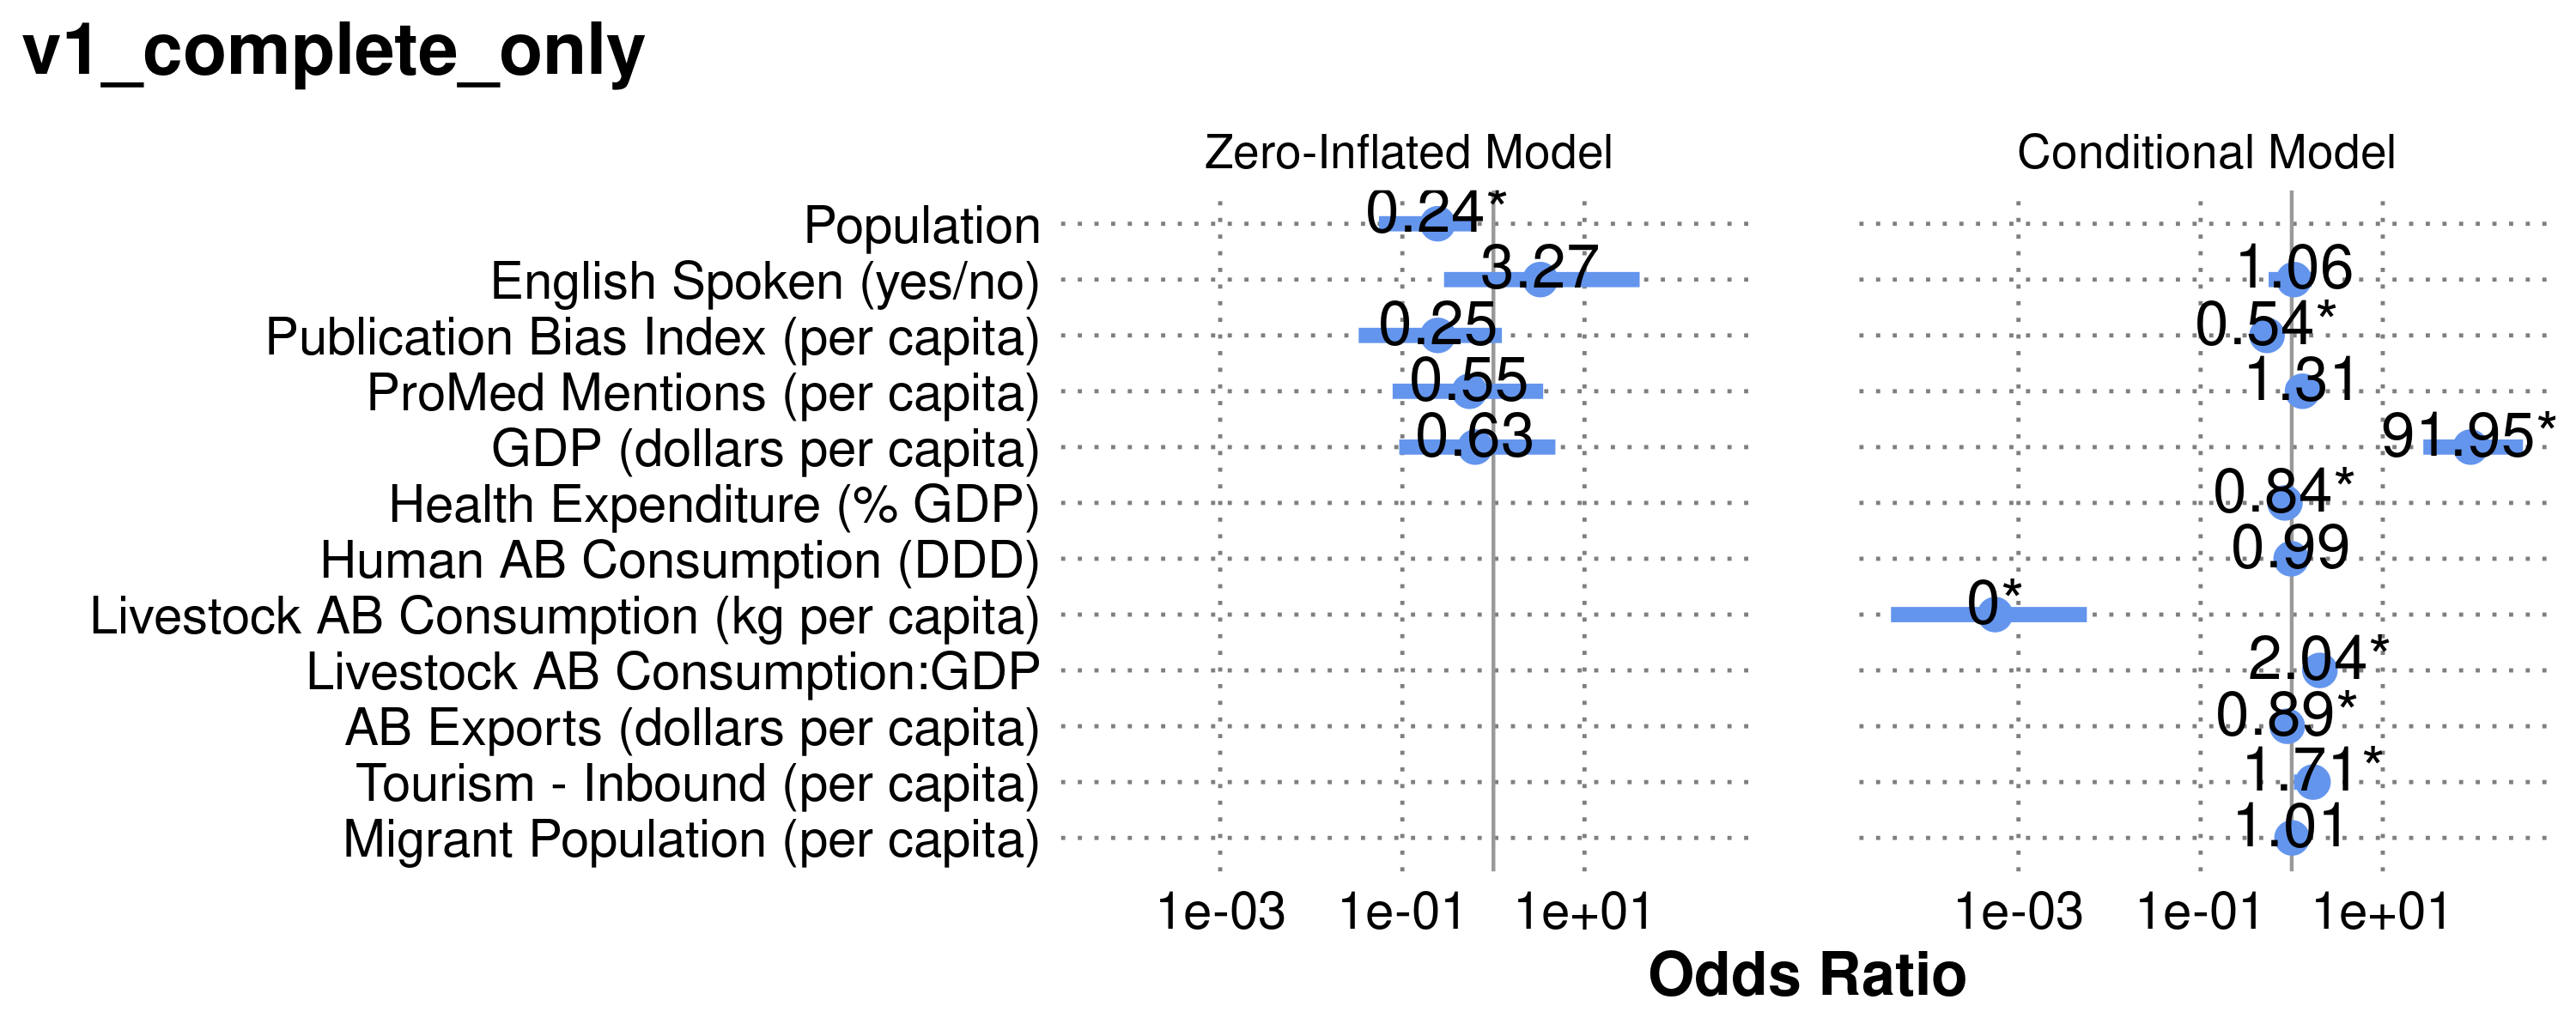 v1_complete_only
Zero-Inflated Model Conditional Model
Population 0.24*
English Spoken (yes/no) 3.27 1.06
Publication Bias Index (per capita) 0.25 0.54*
ProMed Mentions (per capita) 0.55 1.31
GDP (dollars per capita) 0.63 91.95*
Health Expenditure (% GDP) 0.84*
Human AB Consumption (DDD) 0.99
Livestock AB Consumption (kg per capita) 0*
Livestock AB Consumption:GDP 2.04*
AB Exports (dollars per capita) 0.89*
Tourism - Inbound (per capita) 1.71*
Migrant Population (per capita) 1.01
1e-03 1e-01 1e+01 1e-03 1e-01 1e+01
Odds Ratio